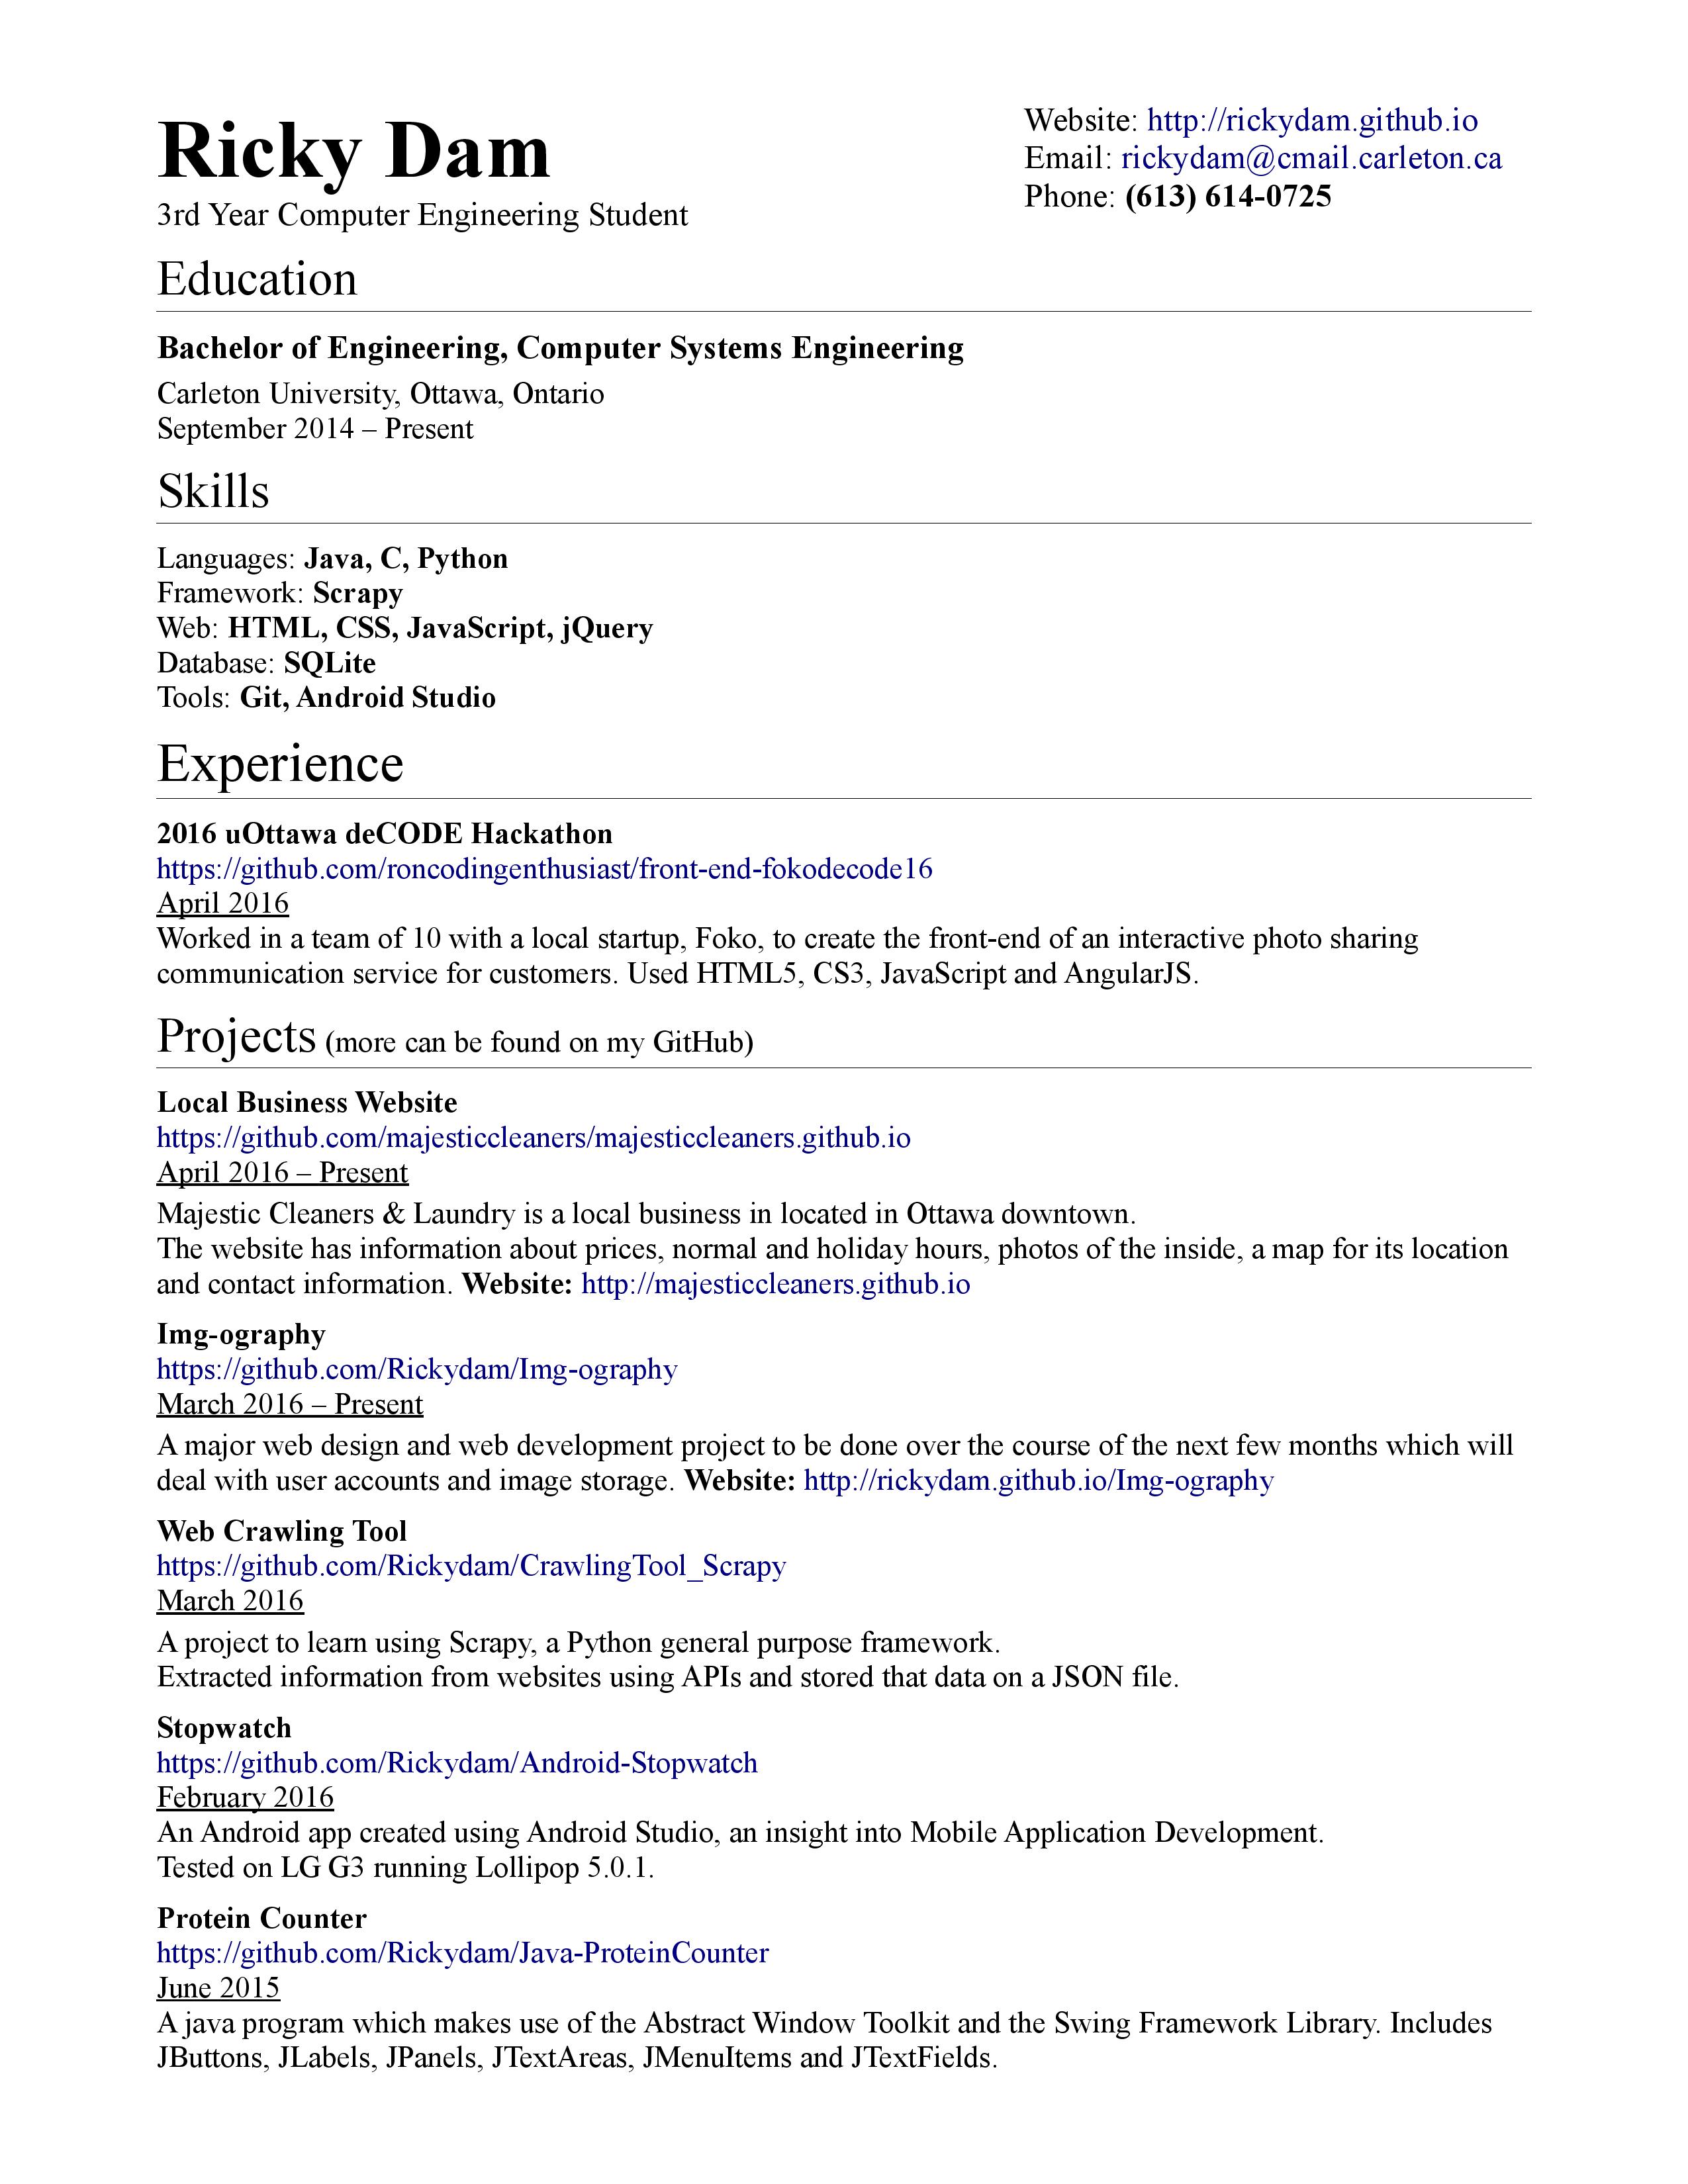 Ricky Dam
3rd Year Computer Engineering Student
Website: http://rickydam.github.io
Email: rickydam@cmail.carleton.ca
Phone: (613) 614-0725
Education
Bachelor of Engineering, Computer Systems Engineering
Carleton University, Ottawa, Ontario
September 2014 – Present
Skills
Languages: Java, C, Python
Framework: Scrapy
Web: HTML, CSS, JavaScript, jQuery
Database: SQLite
Tools: Git, Android Studio
Experience
2016 uOttawa deCODE Hackathon
https://github.com/roncodingenthusiast/front-end-fokodecode16
April 2016
Worked in a team of 10 with a local startup, Foko, to create the front-end of an interactive photo sharing
communication service for customers. Used HTML5, CS3, JavaScript and AngularJS.
Projects (more can be found on my GitHub)
Local Business Website
https://github.com/majesticcleaners/majesticcleaners.github.io
April 2016 – Present
Majestic Cleaners & Laundry is a local business in located in Ottawa downtown.
The website has information about prices, normal and holiday hours, photos of the inside, a map for its location
and contact information. Website: http://majesticcleaners.github.io
Img-ography
https://github.com/Rickydam/Img-ography
March 2016 – Present
A major web design and web development project to be done over the course of the next few months which will
deal with user accounts and image storage. Website: http://rickydam.github.io/Img-ography
Web Crawling Tool
https://github.com/Rickydam/CrawlingTool_Scrapy
March 2016
A project to learn using Scrapy, a Python general purpose framework.
Extracted information from websites using APIs and stored that data on a JSON file.
Stopwatch
https://github.com/Rickydam/Android-Stopwatch
February 2016
An Android app created using Android Studio, an insight into Mobile Application Development.
Tested on LG G3 running Lollipop 5.0.1.
Protein Counter
https://github.com/Rickydam/Java-ProteinCounter
June 2015
A java program which makes use of the Abstract Window Toolkit and the Swing Framework Library. Includes
JButtons, JLabels, JPanels, JTextAreas, JMenuItems and JTextFields.